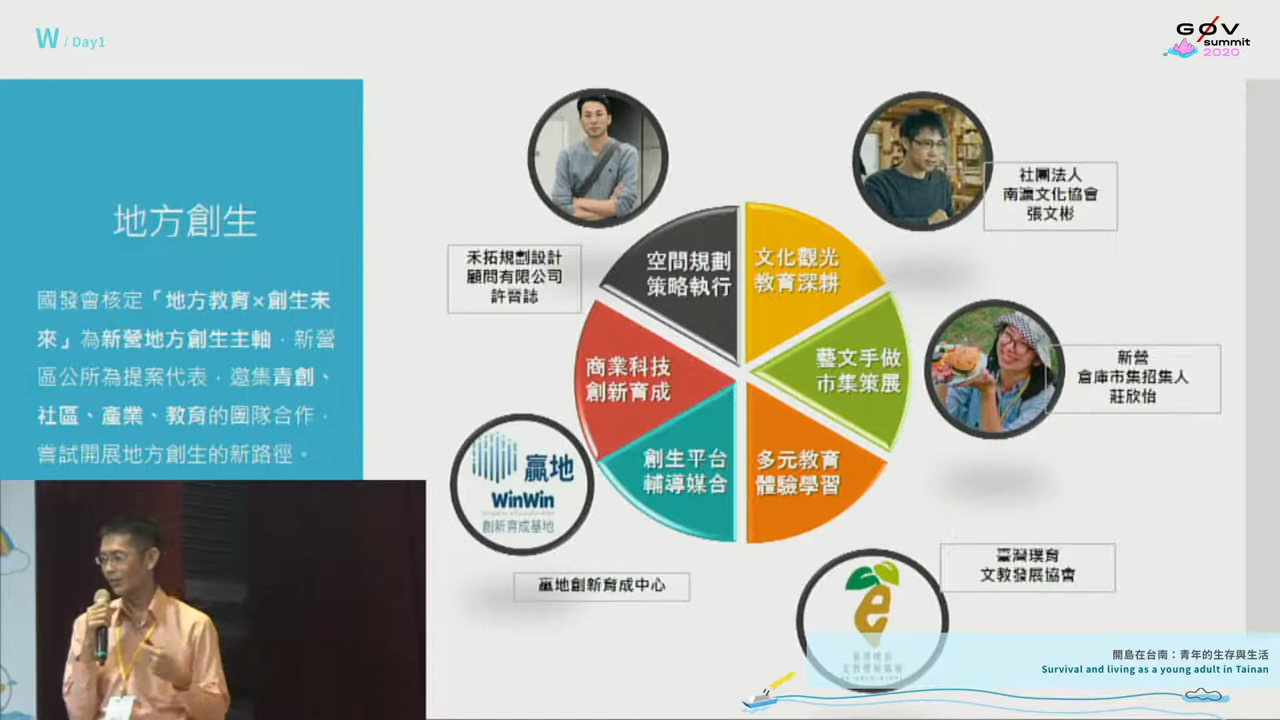 W / Day1
GØV
summit
2020
地方創生
國發會核定「地方教育×創生未
來」為新營地方創生主軸，新營
區公所為提案代表，邀集青創、
社區、產業、教育的團隊合作，
嘗試開展地方創生的新路徑。
禾拓規劃設計
顧問有限公司
許晉誌
社團法人
南瀛文化協會
張文彬
空間規劃
策略執行
文化觀光
教育深耕
商業科技
創新育成
藝文手做
市集策展
創生平台
輔導媒合
多元教育
體驗學習
新營
倉庫市集招集人
莊欣怡
贏地
WinWin
創新育成基地
贏地創新育成中心
臺灣璞育
文教發展協會
開島在台南：青年的生存與生活
Survival and living as a young adult in Tainan